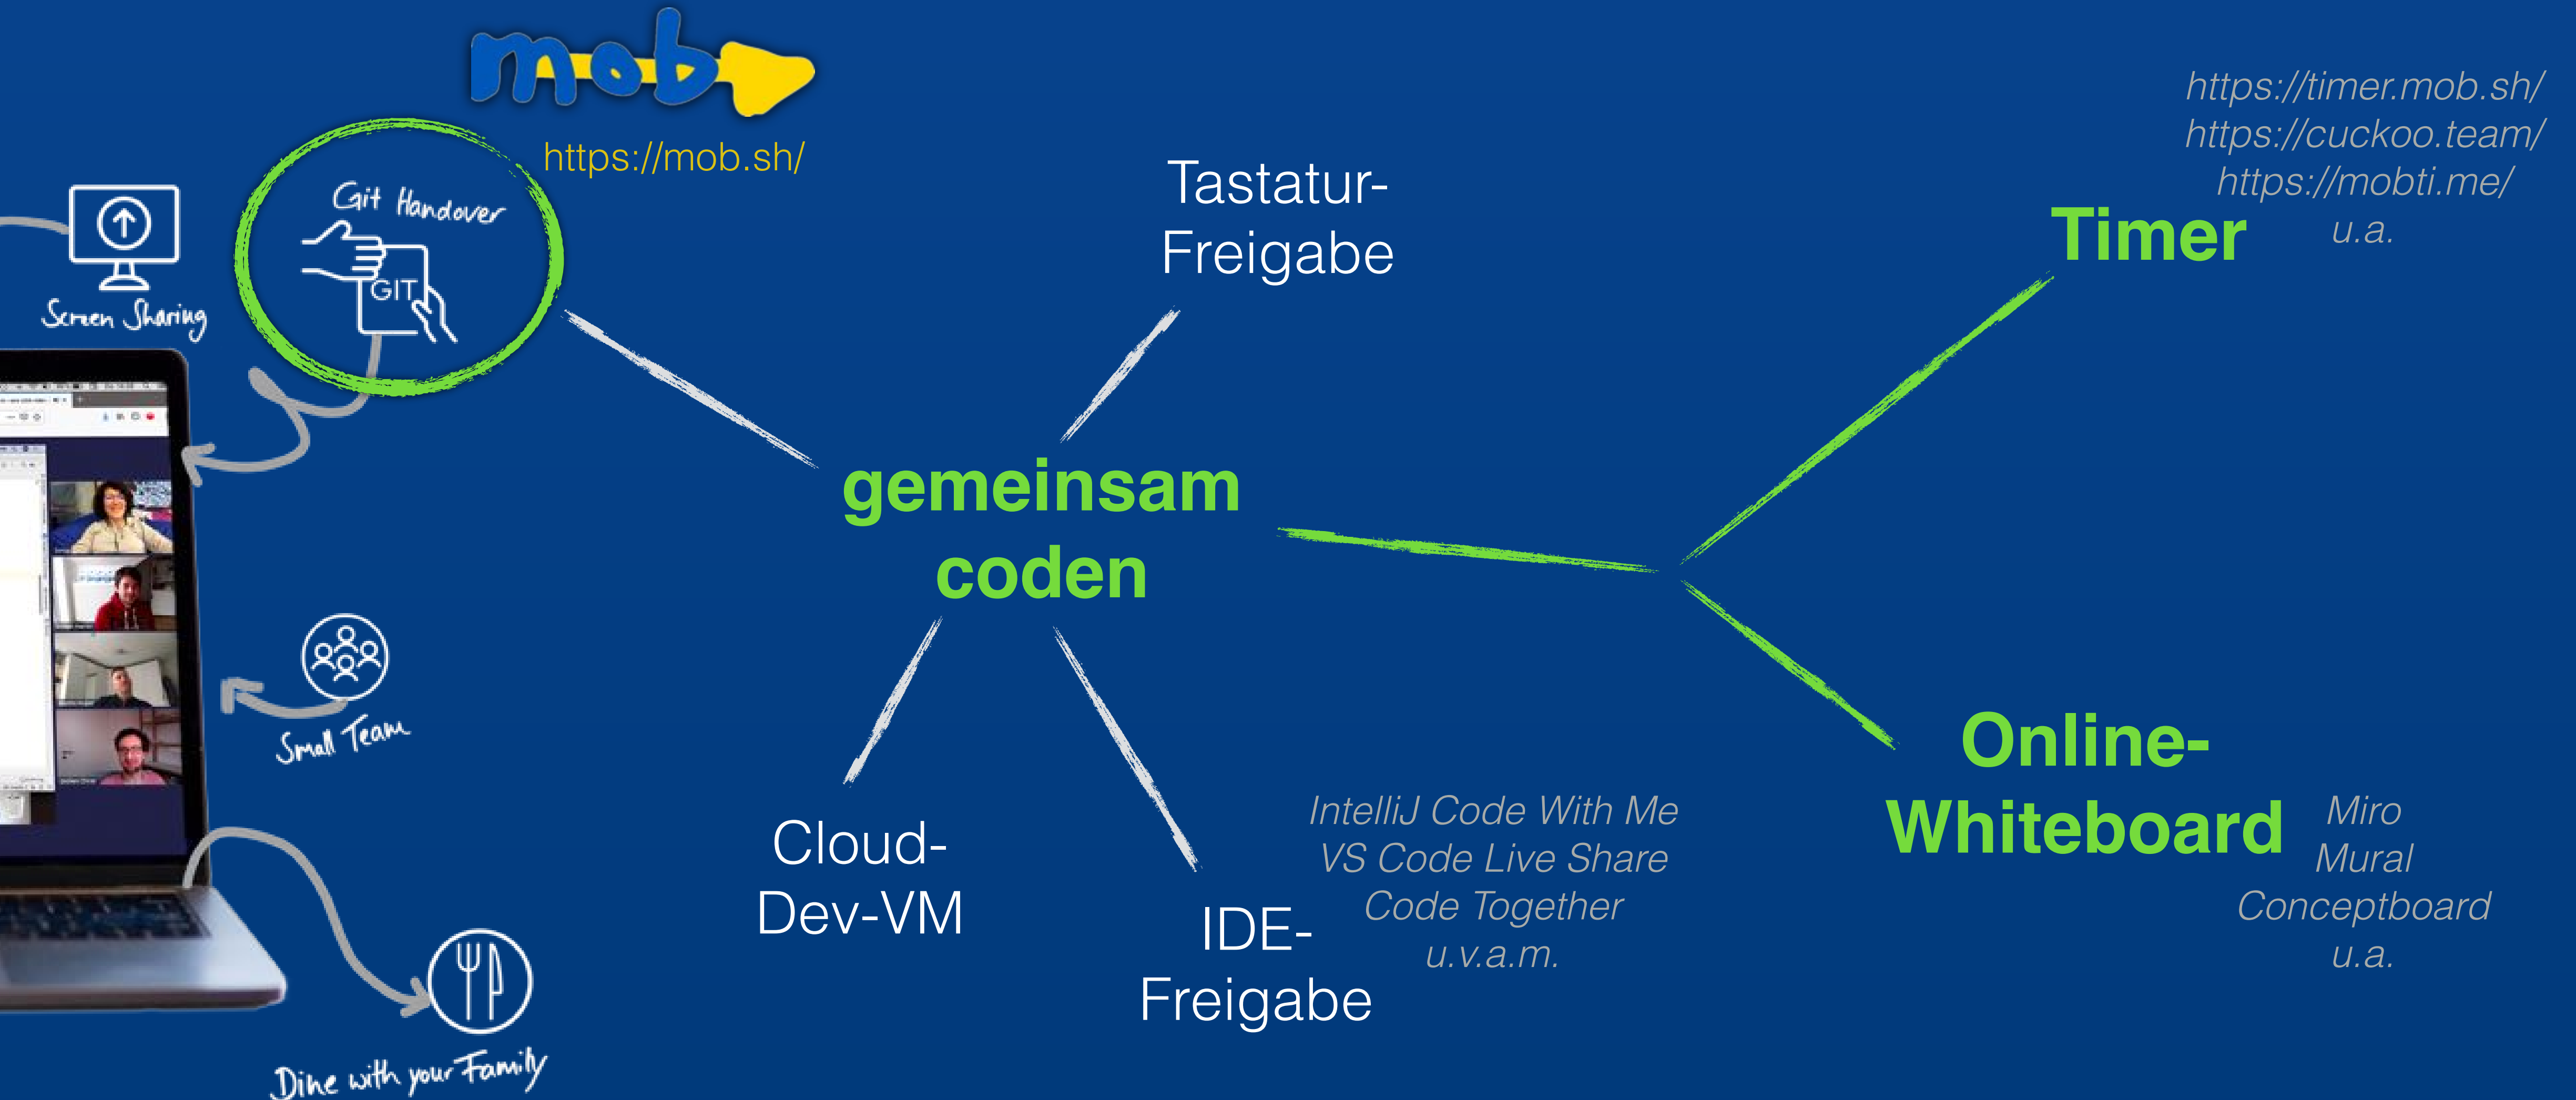 mob
https://mob.sh/
Git Handover
GIT
Screen Sharing
Small Team
Dine with your Family
Tastatur-
Freigabe
gemeinsam
coden
Cloud-
Dev-VM
IDE-
Freigabe
IntelliJ Code With Me
VS Code Live Share
Code Together
u.v.a.m.
https://timer.mob.sh/
https://cuckoo.team/
https://mobti.me/
u.a.
Timer
Online-
Whiteboard
Miro
Mural
Conceptboard
u.a.